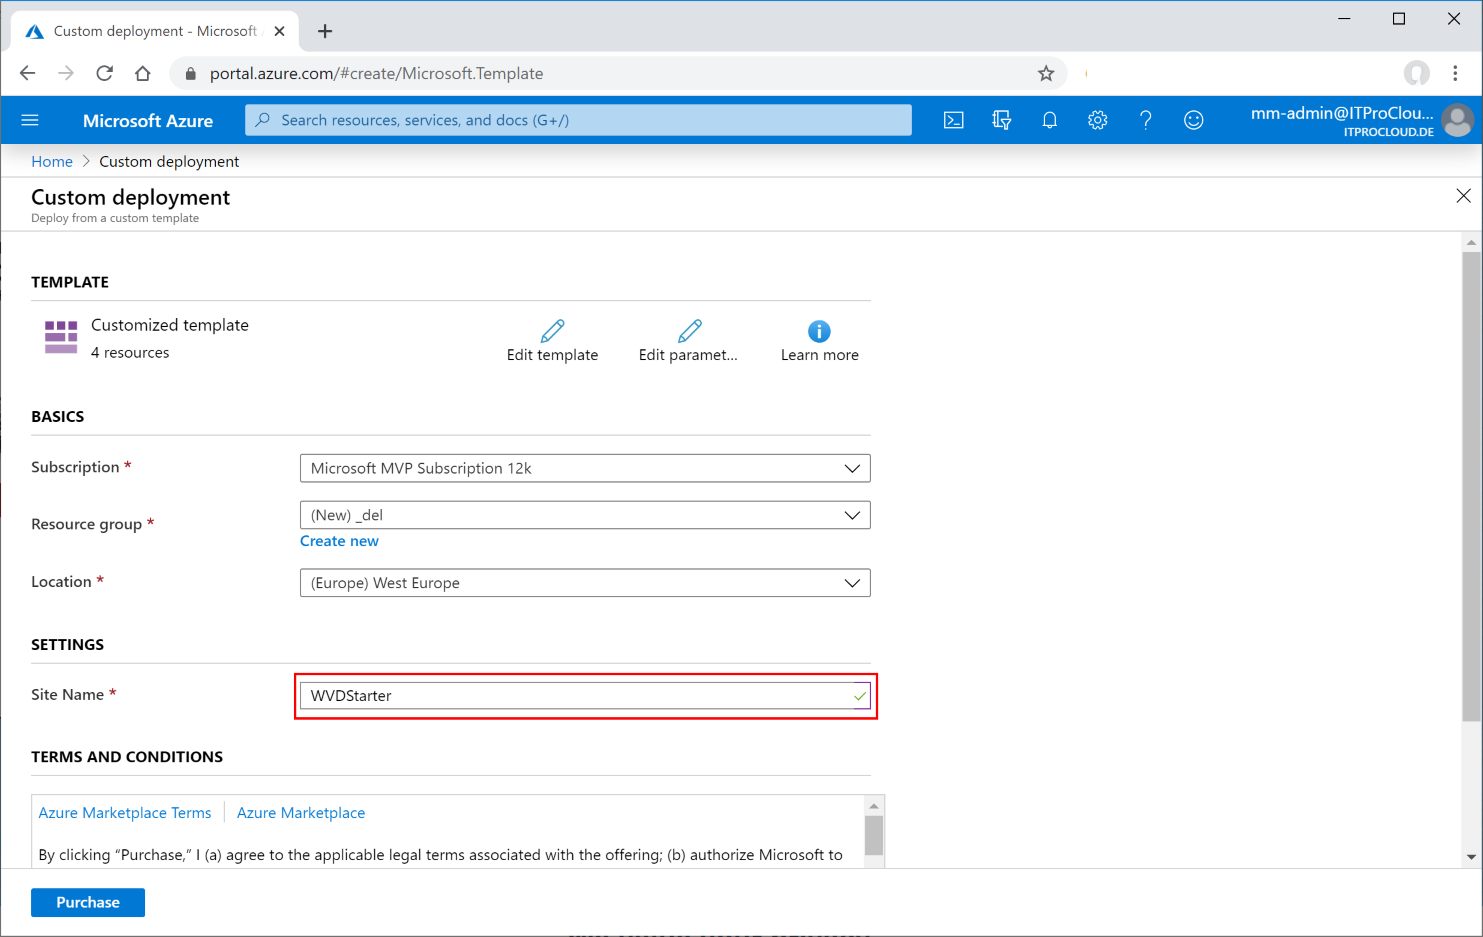 Custom deployment - Microsoft
portal.azure.com/#create/Microsoft.Template
Microsoft Azure
Search resources, services, and docs (G+/)
mm-admin@ITProClou...
ITPROCLOUD.DE
Home > Custom deployment
Custom deployment
Deploy from a custom template
TEMPLATE
Customized template
4 resources
Edit template
Edit paramet...
Learn more
BASICS
Subscription *
Microsoft MVP Subscription 12k
Resource group *
(New) _del
Create new
Location *
(Europe) West Europe
SETTINGS
Site Name *
WVDStarter
TERMS AND CONDITIONS
Azure Marketplace Terms | Azure Marketplace
By clicking “Purchase,” I (a) agree to the applicable legal terms associated with the offering; (b) authorize Microsoft to
Purchase